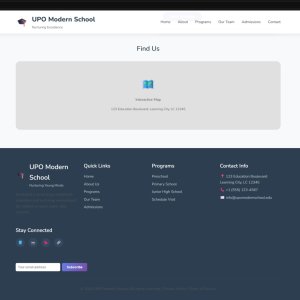 UPO Modern School
Nurturing Excellence
Home
About
Programs
Our Team
Admissions
Contact
Find Us
Interactive Map
123 Education Boulevard, Learning City, LC 12345
UPO Modern
School
Nurturing Young Minds
Quick Links
Home
About Us
Programs
Our Team
Admissions
Programs
Preschool
Primary School
Junior High School
Schedule Visit
Contact Info
123 Education Boulevard
Learning City, LC 12345
+1 (555) 123-4567
info@upomodernschool.edu
Stay Connected
Your email address
Subscribe